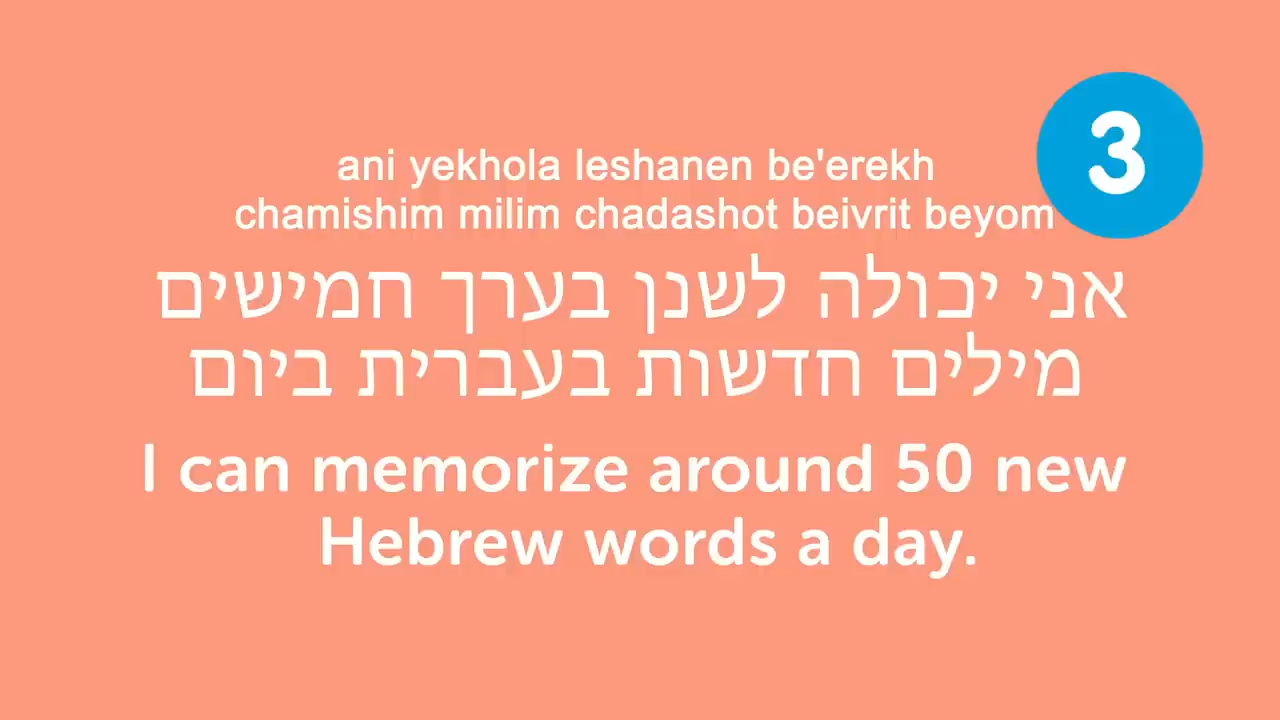 3
ani yekhola leshanen be'erekh
chamishim milim chadashot beivrit beyom
אני יכולה לשנן בערך חמישים
מילים חדשות בעברית ביום
I can memorize around 50 new
Hebrew words a day.